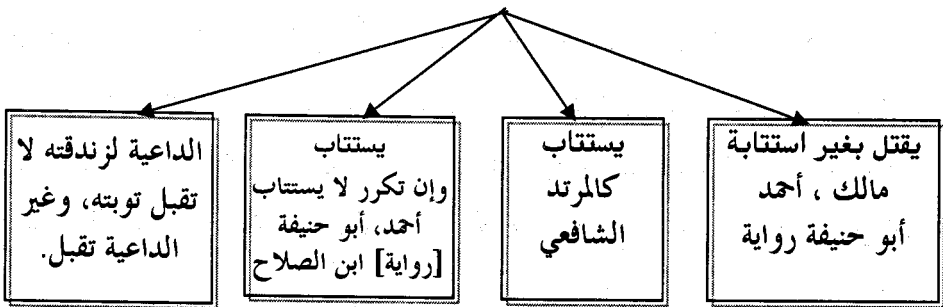 يقتل بغير استتابة
مالك ، أحمد
أبو حنيفة رواية
يستتاب
كالمرتد
الشافعي
يستتاب
وإن تكرر لا يستتاب
أحمد، أبو حنيفة
[رواية] ابن الصلاح
الداعية لزندقته لا
تقبل توبته، وغير
الداعية تقبل.